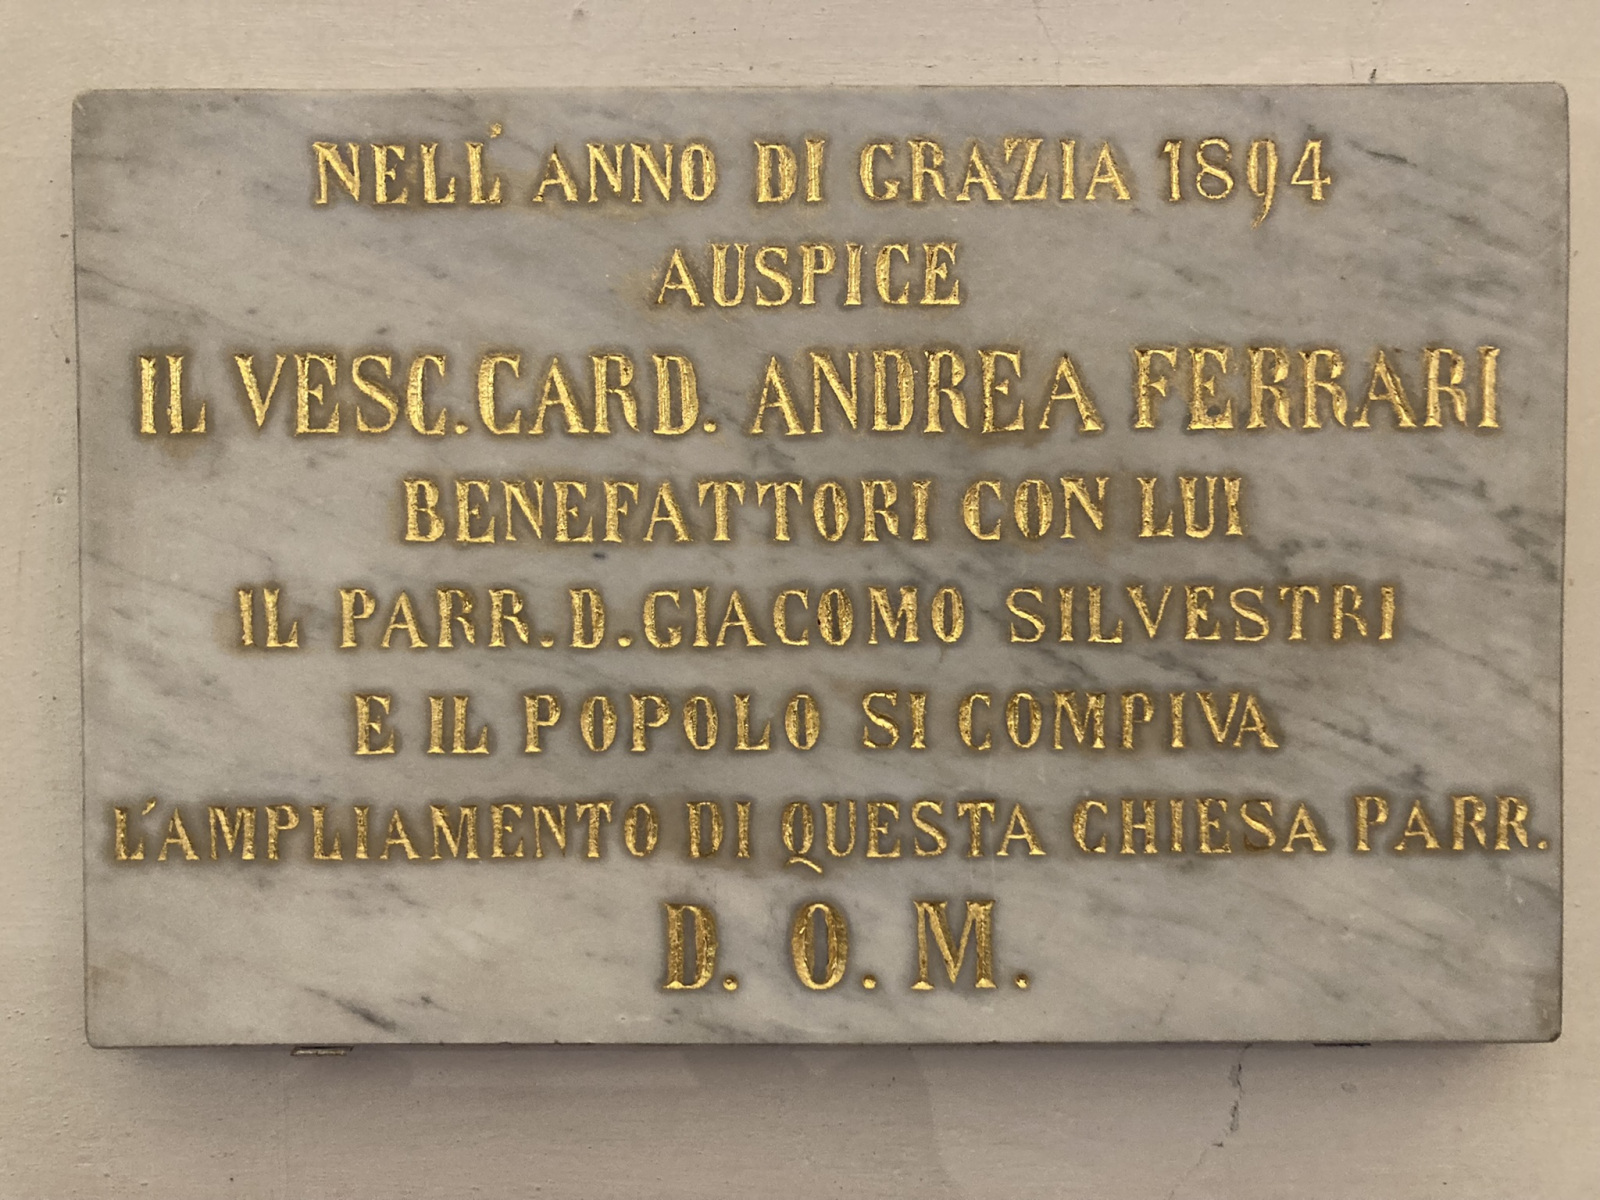 NELL' ANNO DI GRAZIA 1894
AUSPICE
IL VESC. CARD. ANDREA FERRARI
BENEFATTORI CON LUI
IL PARR. D. GIACOMO SILVESTRI
E IL POPOLO SI COMPIVA
L'AMPLIAMENTO DI QUESTA CHIESA PARR.
D. O. M.